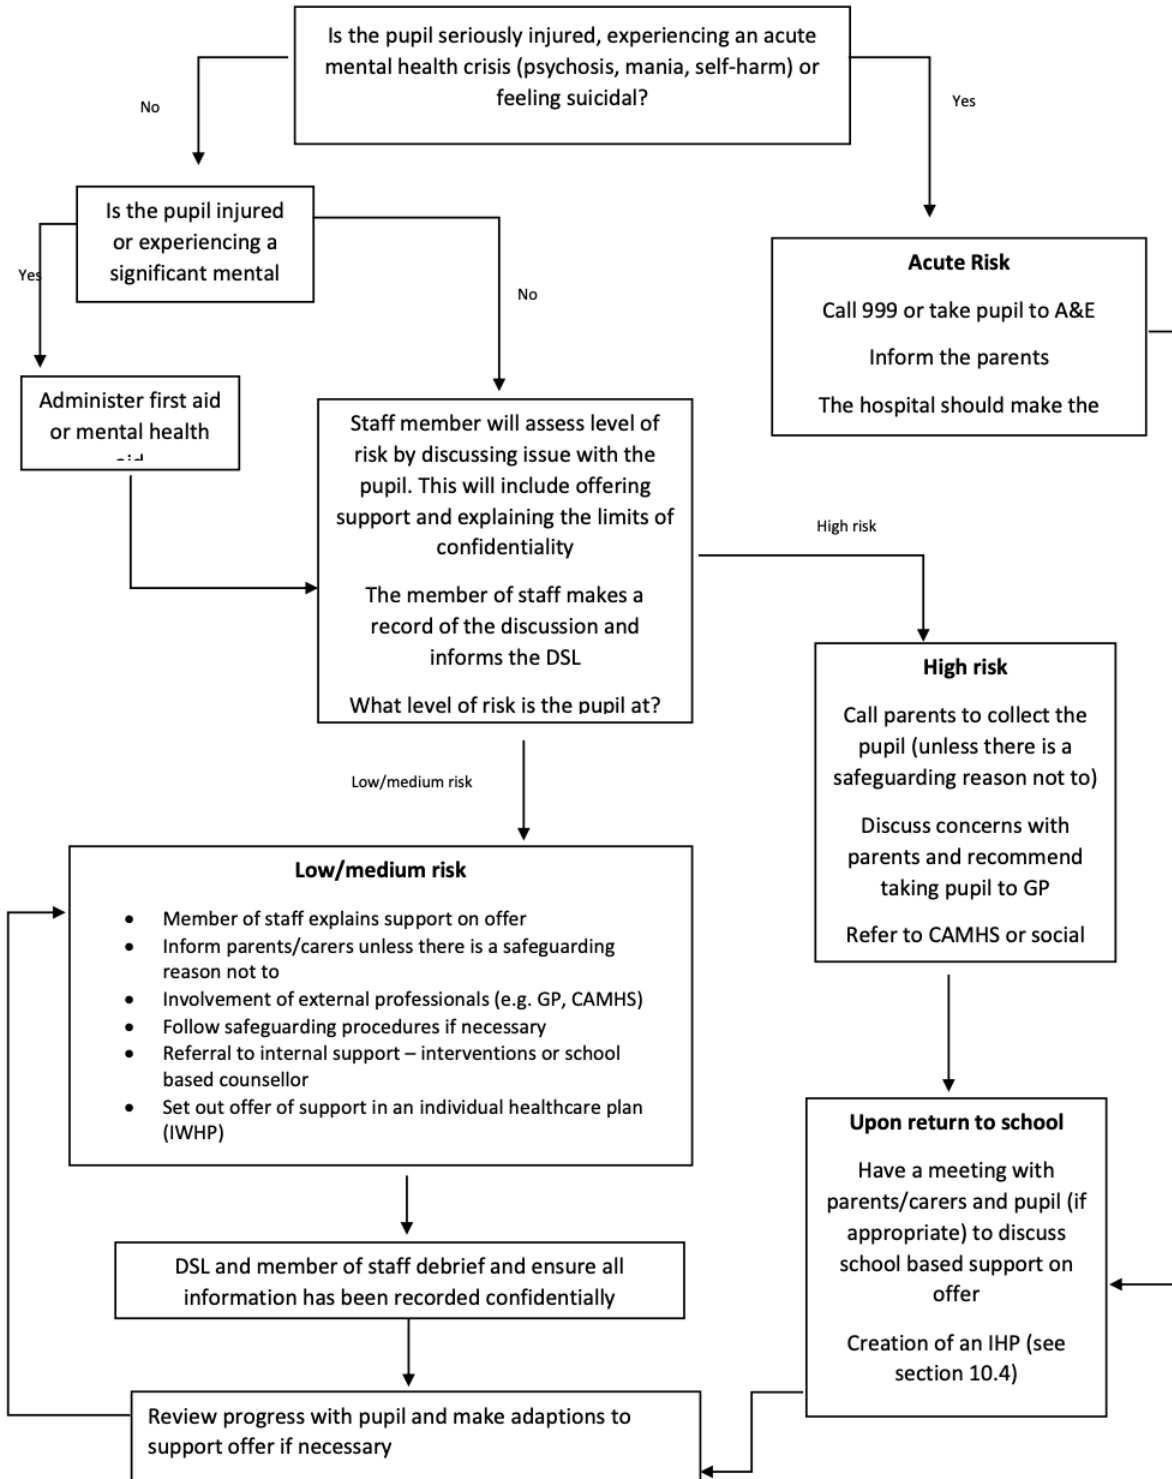 Is the pupil seriously injured, experiencing an acute
mental health crisis (psychosis, mania, self-harm) or
feeling suicidal?
No
Yes
Is the pupil injured
or experiencing a
significant mental
Yes
No
Acute Risk
Call 999 or take pupil to A&E
Inform the parents
The hospital should make the
Administer first aid
or mental health
Staff member will assess level of
risk by discussing issue with the
pupil. This will include offering
support and explaining the limits of
confidentiality
The member of staff makes a
record of the discussion and
informs the DSL
What level of risk is the pupil at?
High risk
High risk
Call parents to collect the
pupil (unless there is a
safeguarding reason not to)
Discuss concerns with
parents and recommend
taking pupil to GP
Refer to CAMHS or social
Low/medium risk
Low/medium risk
• Member of staff explains support on offer
• Inform parents/carers unless there is a safeguarding
reason not to
• Involvement of external professionals (e.g. GP, CAMHS)
• Follow safeguarding procedures if necessary
• Referral to internal support – interventions or school
based counsellor
• Set out offer of support in an individual healthcare plan
(IWHP)
Upon return to school
Have a meeting with
parents/carers and pupil (if
appropriate) to discuss
school based support on
offer
Creation of an IHP (see
section 10.4)
DSL and member of staff debrief and ensure all
information has been recorded confidentially
Review progress with pupil and make adaptions to
support offer if necessary